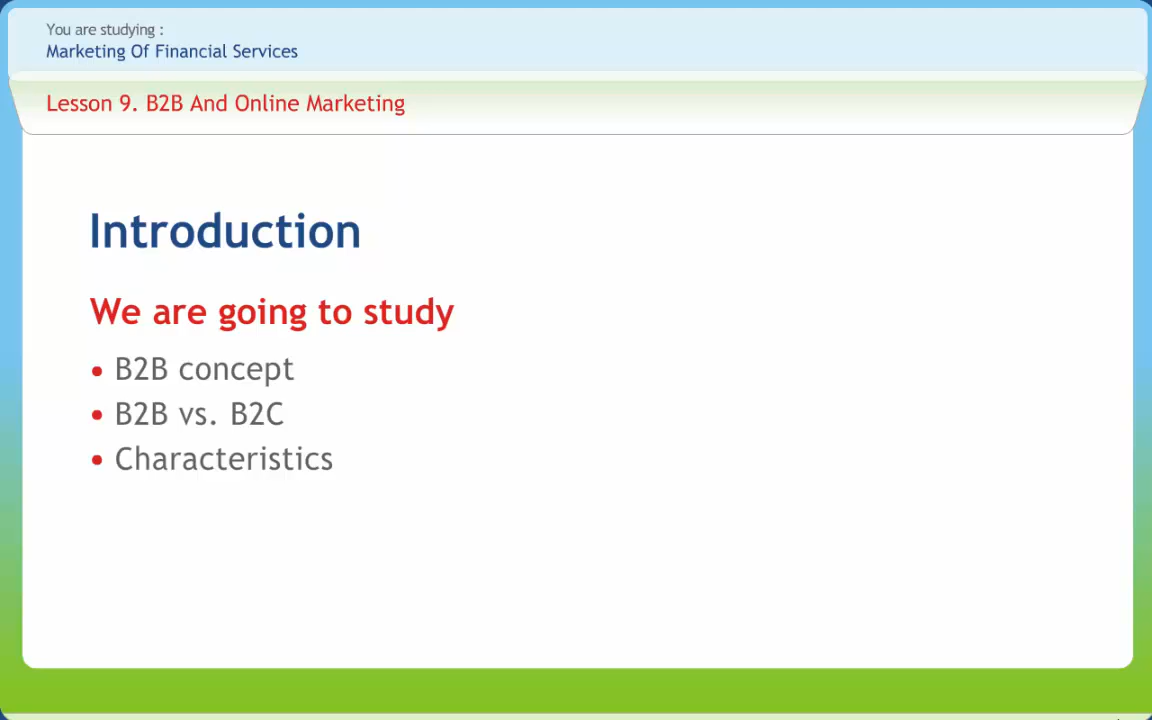 You are studying :
Marketing Of Financial Services
Lesson 9. B2B And Online Marketing
Introduction
We are going to study
• B2B concept
• B2B vs. B2C
• Characteristics